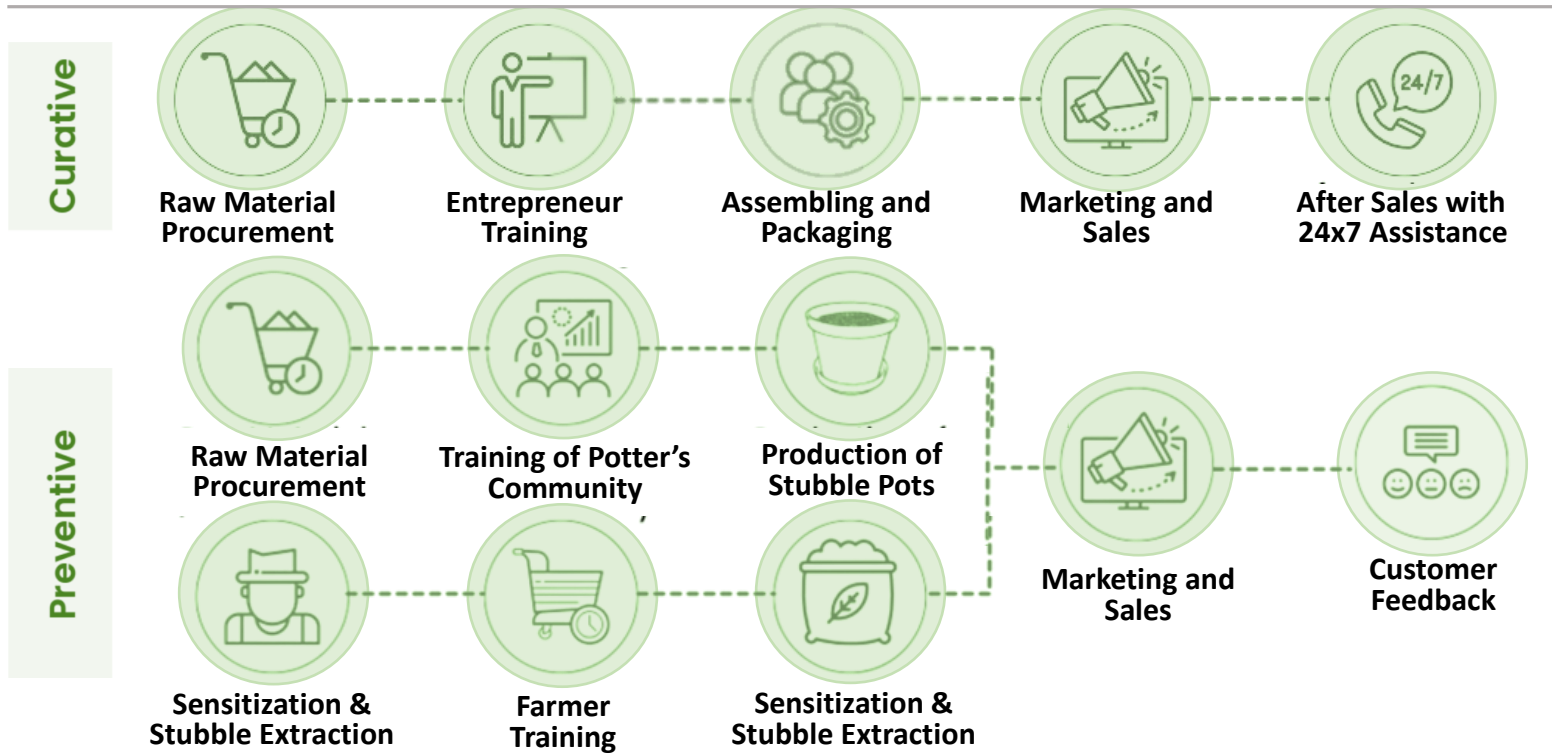 Curative
24/7
Raw Material
Procurement
Entrepreneur
Training
Assembling and
Packaging
Marketing and
Sales
After Sales with
24x7 Assistance
Preventive
Raw Material
Procurement
Training of Potter’s
Community
Production of
Stubble Pots
Marketing and
Sales
Customer
Feedback
Sensitization &
Stubble Extraction
Farmer
Training
Sensitization &
Stubble Extraction